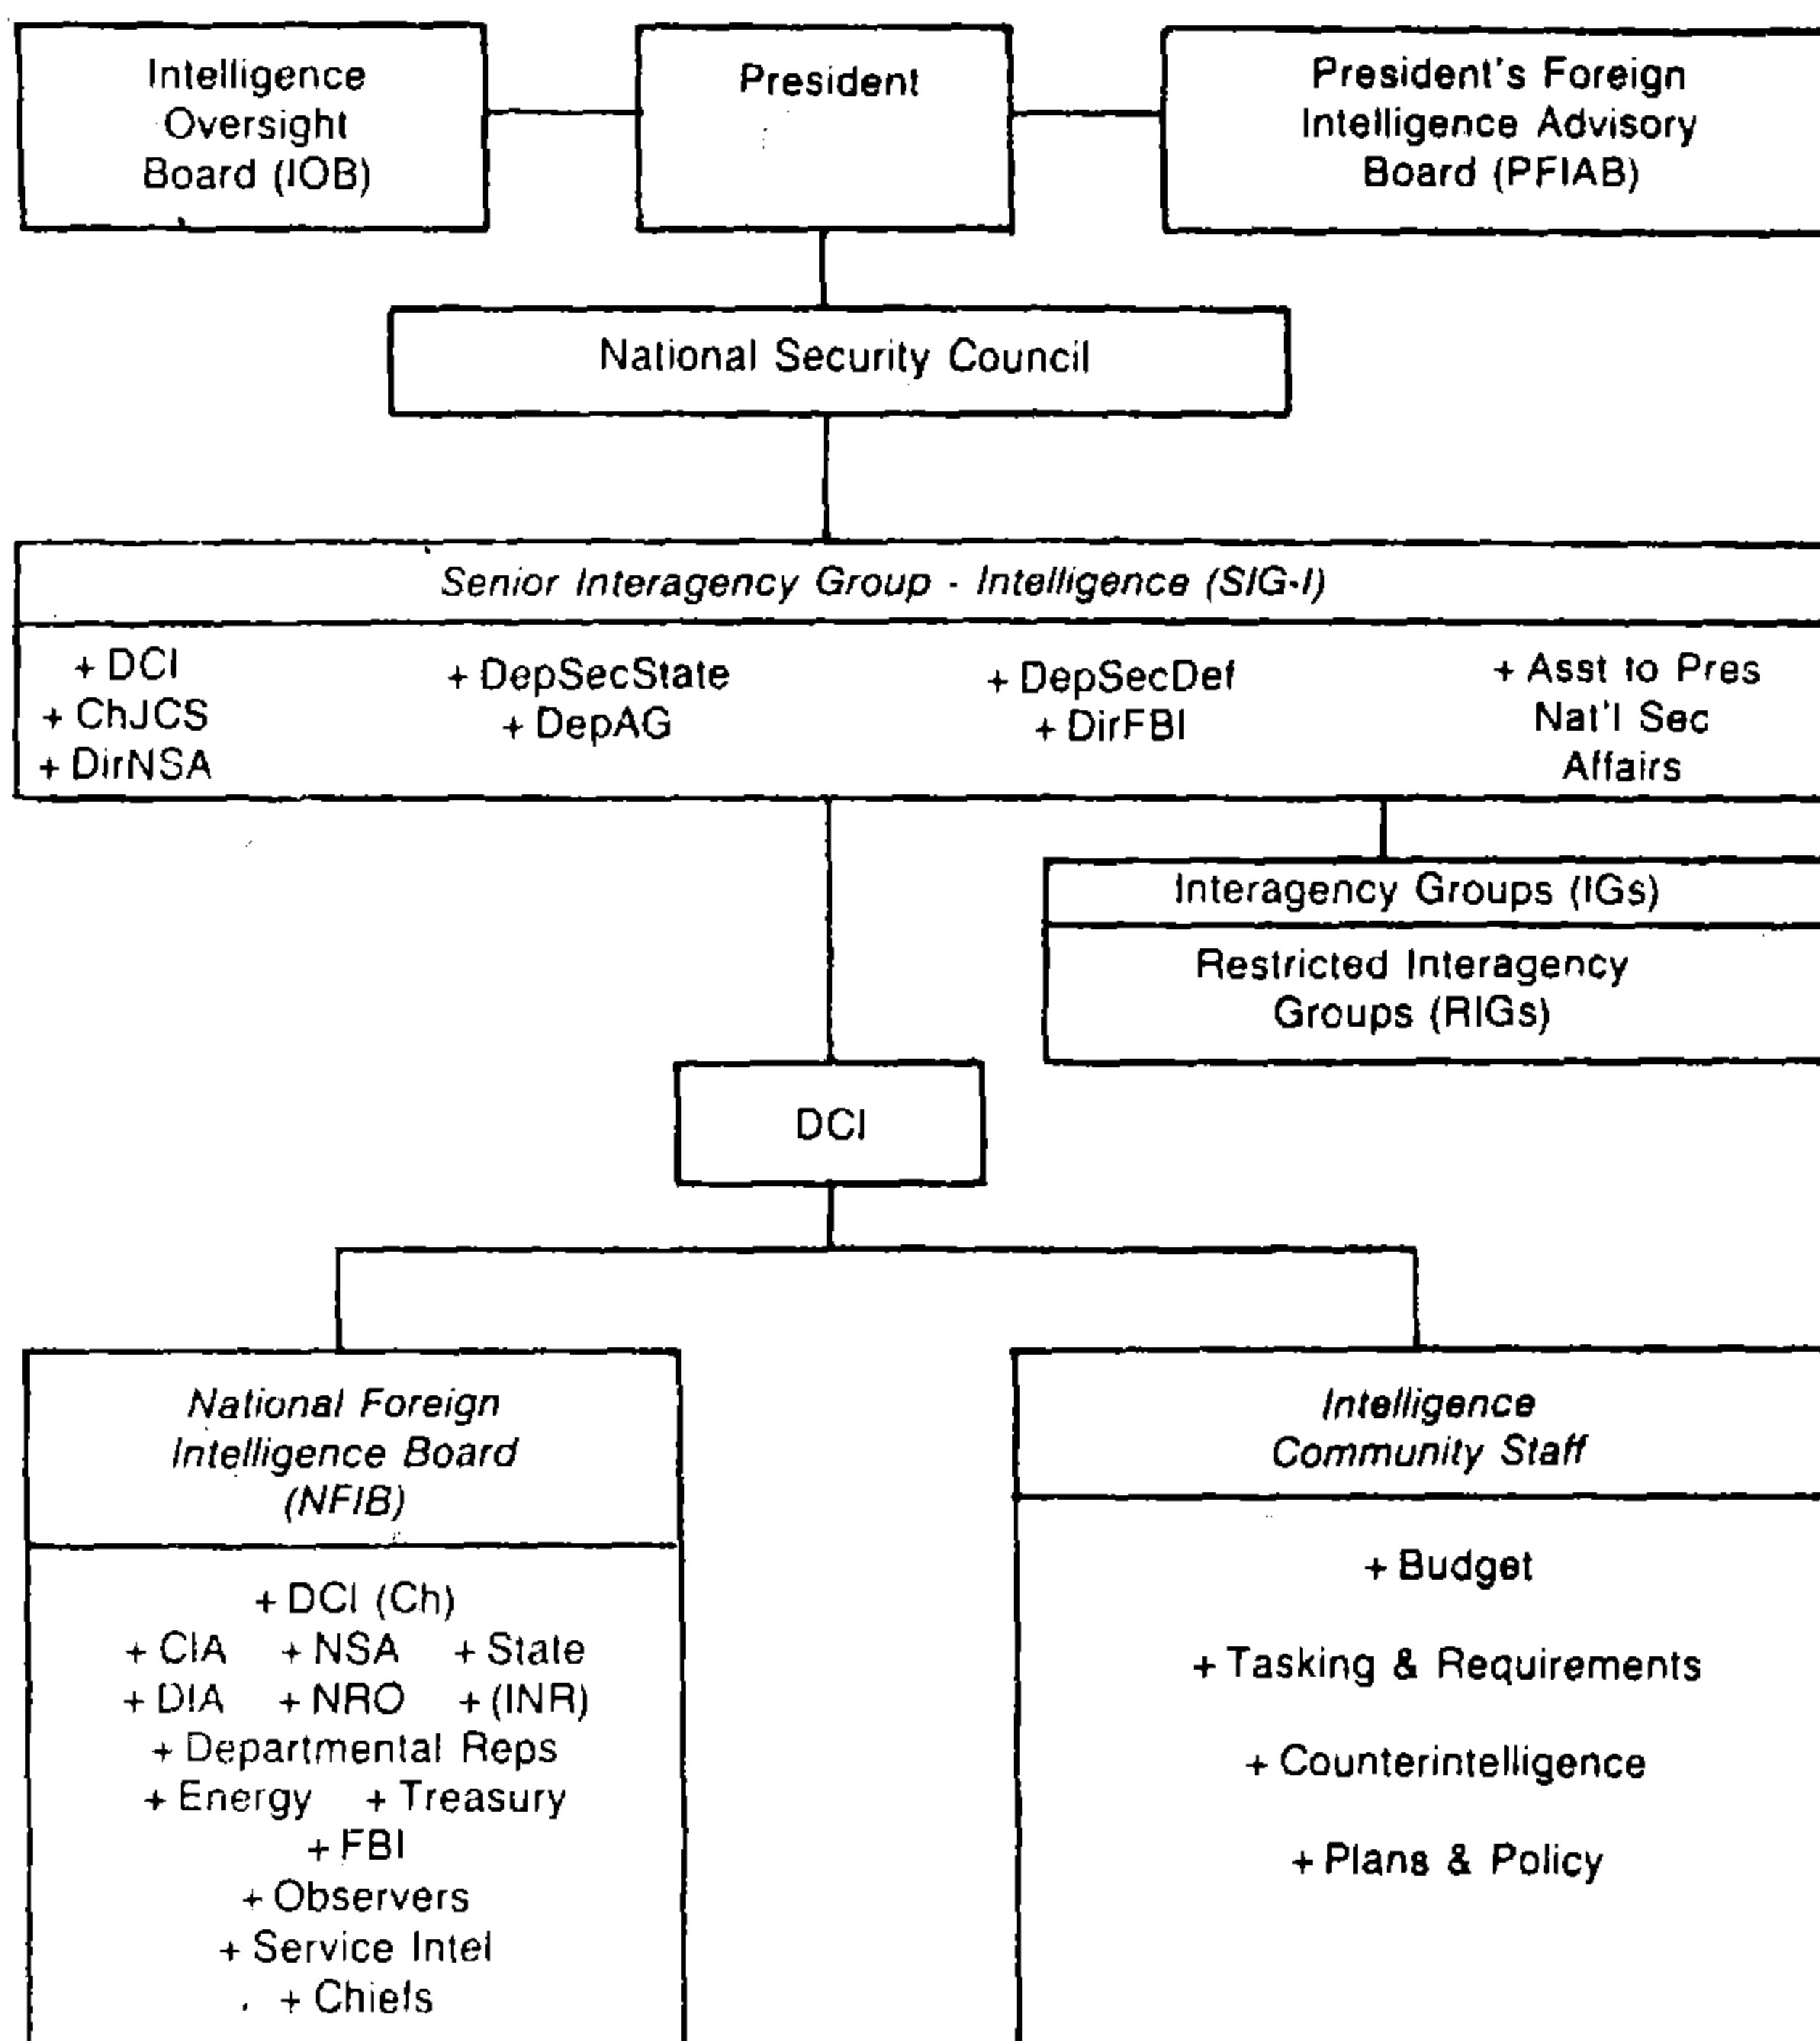 Intelligence
Oversight
Board (IOB)
President
President's Foreign
Intelligence Advisory
Board (PFIAB)
National Security Council
Senior Interagency Group - Intelligence (SIG-I)
+ DCI
+ ChJCS
+ DirNSA
+ DepSecState
+ DepAG
+ DepSecDef
+ DirFBI
+ Asst to Pres
Nat'l Sec
Affairs
Interagency Groups (IGs)
Restricted Interagency
Groups (RIGs)
DCI
National Foreign
Intelligence Board
(NFIB)
+ DCI (Ch)
+ CIA + NSA + State
+ DIA + NRO + (INR)
+ Departmental Reps
+ Energy + Treasury
+ FBI
+ Observers
+ Service Intel
+ Chiefs
Intelligence
Community Staff
+ Budget
+ Tasking & Requirements
+ Counterintelligence
+ Plans & Policy